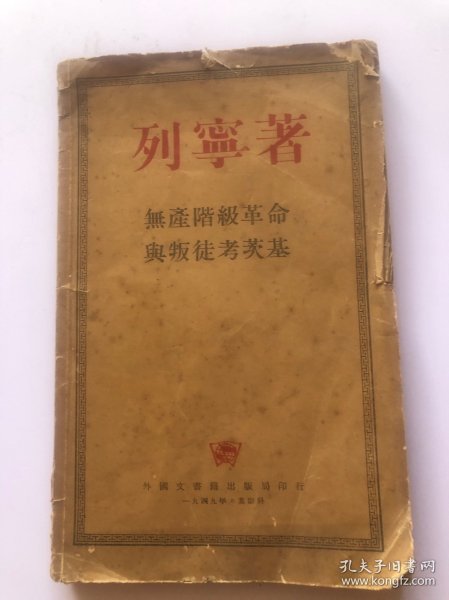 列寧著
無產階級革命
與叛徒考茨基
外國文書籍出版局印行
一九四九年·莫斯科
孔夫子旧书网
www.kongfz.com